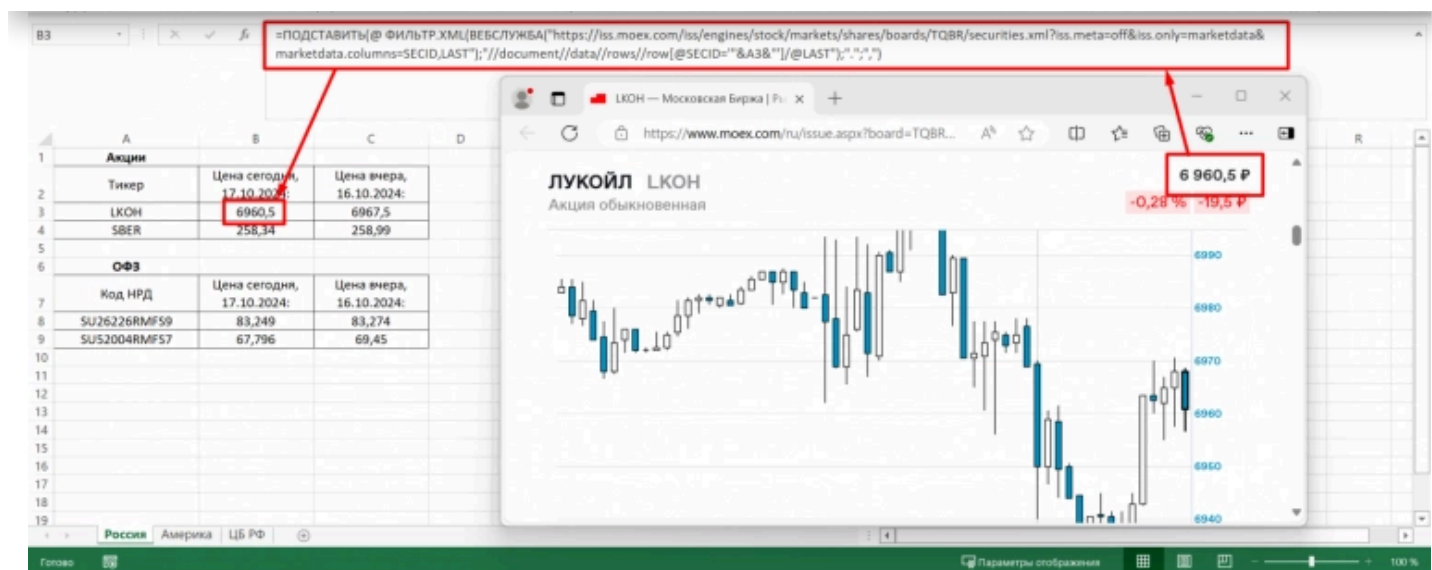 B3
fx
=ПОДСТАВИТЬ(@ ФИЛЬТР.XML(ВЕБСЛУЖБА("https://iss.moex.com/iss/engines/stock/markets/shares/boards/TQBR/securities.xml?iss.meta=off&iss.only=marketdata&
marketdata.columns=SECID,LAST");"//document//data//rows//row[@SECID='"&A3&"']/@LAST");".";",")
LKOH — Московская Биржа | Ры
https://www.moex.com/ru/issue.aspx?board=TQBR...
A B C D R
1 Акции
2 Тикер Цена сегодня, 17.10.2024: Цена вчера, 16.10.2024:
3 LKOH 6960,5 6967,5
4 SBER 258,34 258,99
5
6 ОФЗ
7 Код НРД Цена сегодня, 17.10.2024: Цена вчера, 16.10.2024:
8 SU26226RMFS9 83,249 83,274
9 SU52004RMFS7 67,796 69,45
10
11
12
13
14
15
16
17
18
19
ЛУКОЙЛ LKOH
Акция обыкновенная
6 960,5 ₽
-0,28 % -19,5 ₽
6990
6980
6970
6960
6950
6940
Россия Америка ЦБ РФ
Готово
Параметры отображения
100 %